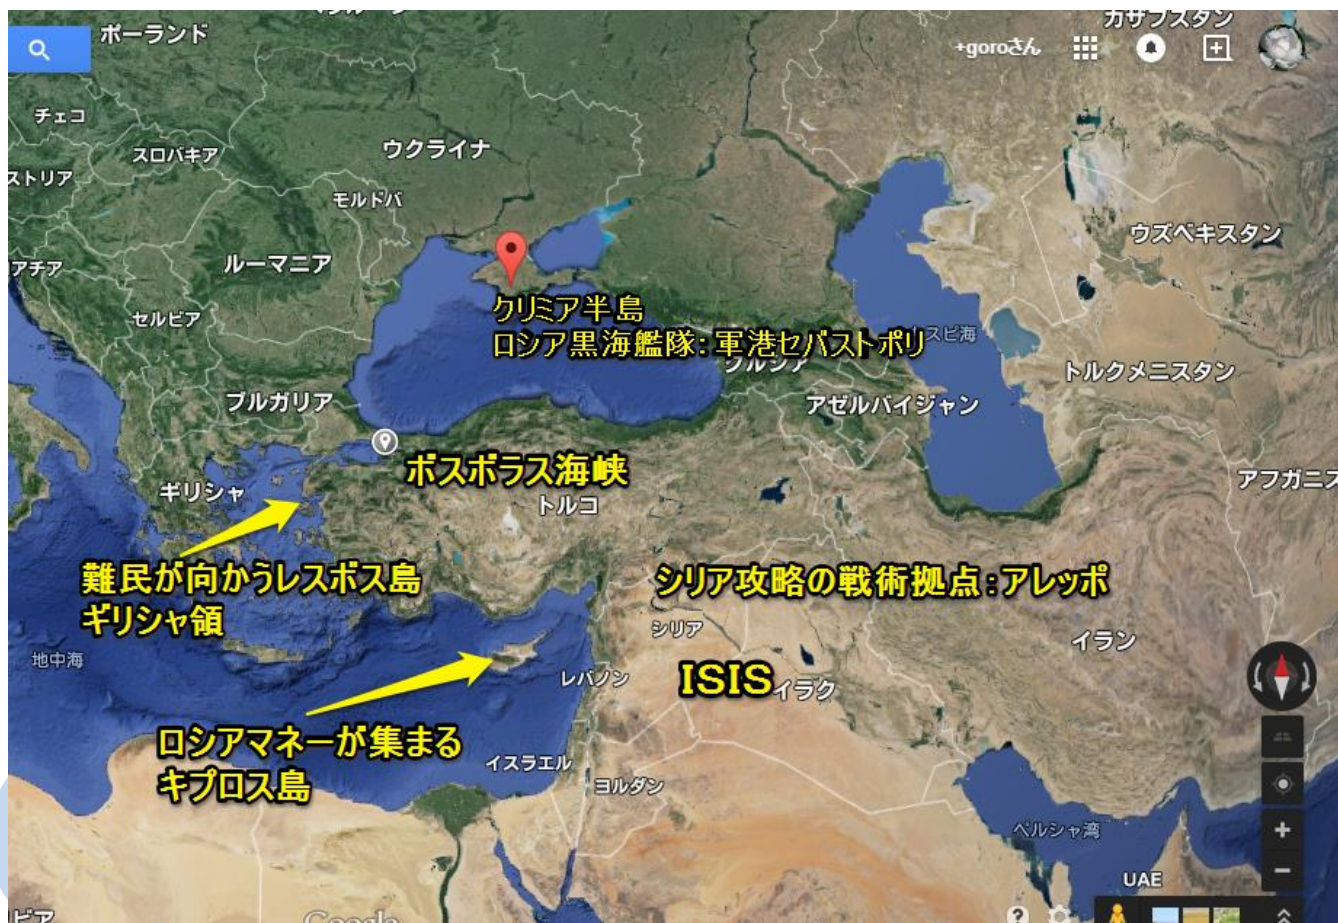 ポーランド
カザフスタン
+goroさん
チェコ
スロバキア
ウクライナ
ストリア
モルドバ
ウズベキスタン
アチア
ルーマニア
クリミア半島
セルビア
ロシア黒海艦隊：軍港セバストポリ
スピ海
グルジア
トルクメニスタン
ブルガリア
アゼルバイジャン
ボスボラス海峡
アフガニス
ギリシャ
トルコ
難民が向かうレスボス島
ギリシャ領
シリア攻略の戦術拠点：アレッポ
シリア
イラン
地中海
レバノン
ISIS
イラク
ロシアマネーが集まる
キプロス島
イスラエル
ヨルダン
ペルシャ湾
UAE
ビア
Google